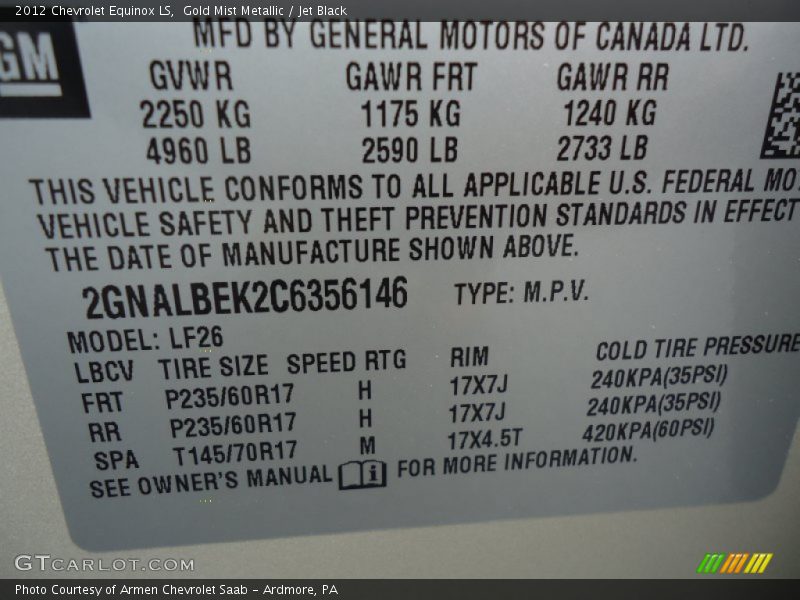 2012 Chevrolet Equinox LS,  Gold Mist Metallic / Jet Black
GM
MFD BY GENERAL MOTORS OF CANADA LTD.
GVWR GAWR FRT GAWR RR
2250 KG 1175 KG 1240 KG
4960 LB 2590 LB 2733 LB
THIS VEHICLE CONFORMS TO ALL APPLICABLE U.S. FEDERAL MO
VEHICLE SAFETY AND THEFT PREVENTION STANDARDS IN EFFECT
THE DATE OF MANUFACTURE SHOWN ABOVE.
2GNALBEK2C6356146 TYPE: M.P.V.
MODEL: LF26
LBCV TIRE SIZE SPEED RTG RIM COLD TIRE PRESSURE
FRT P235/60R17 H 17X7J 240KPA(35PSI)
RR P235/60R17 H 17X7J 240KPA(35PSI)
SPA T145/70R17 M 17X4.5T 420KPA(60PSI)
SEE OWNER'S MANUAL i FOR MORE INFORMATION.
GTCARLOT.COM
Photo Courtesy of Armen Chevrolet Saab - Ardmore, PA